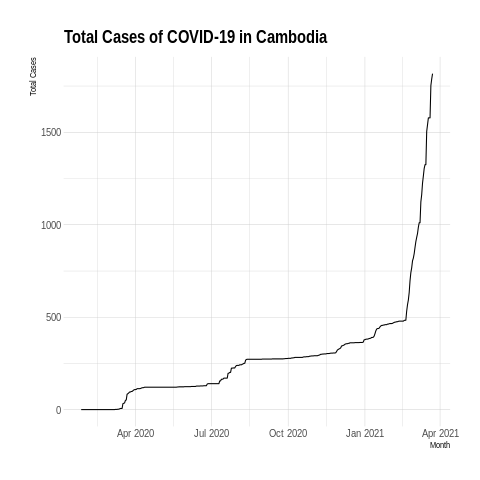 Total Cases of COVID-19 in Cambodia
Total Cases
1500
1000
500
0
Apr 2020
Jul 2020
Oct 2020
Jan 2021
Apr 2021
Month